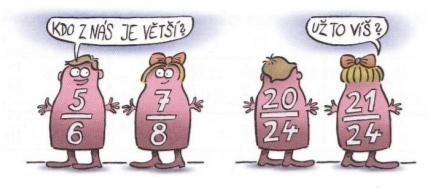 KDO Z NÁS JE VĚTŠÍ?
UŽ TO VÍŠ?
5/6
7/8
20/24
21/24